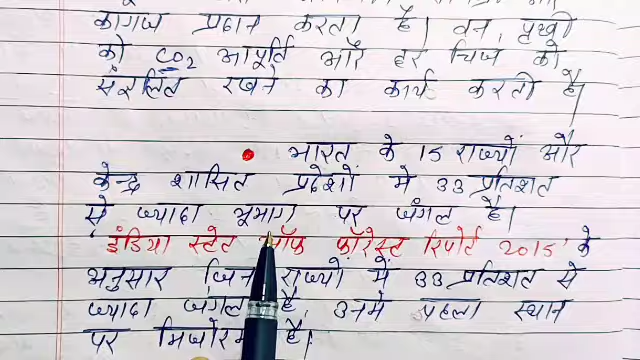 कागज प्रदान करता है। वन, पृथ्वी
को CO2 आपूर्ति और हर चिज को
संतुलित रखने का कार्य करती है।
भारत के 15 राज्यों और
केन्द्र शासित प्रदेशों में 33 प्रतिशत
से ज्यादा भूभाग पर जंगल है।
'इंडिया स्टेट ऑफ फॉरेस्ट रिपोर्ट 2015' के
अनुसार जिन राज्यों में 33 प्रतिशत से
ज्यादा जंगल है, उनमें पहला स्थान
पर मिजोरम है।